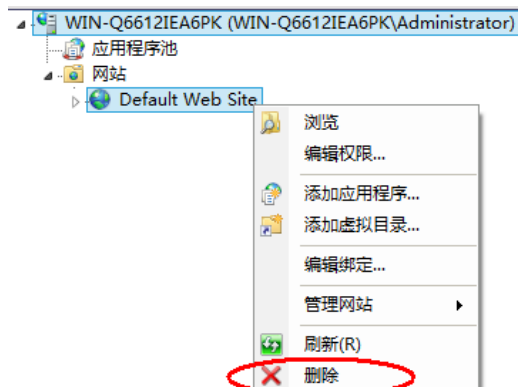 WIN-Q6612IEA6PK (WIN-Q6612IEA6PK\Administrator)
应用程序池
网站
Default Web Site
浏览
编辑权限...
添加应用程序...
添加虚拟目录...
编辑绑定...
管理网站
刷新(R)
删除